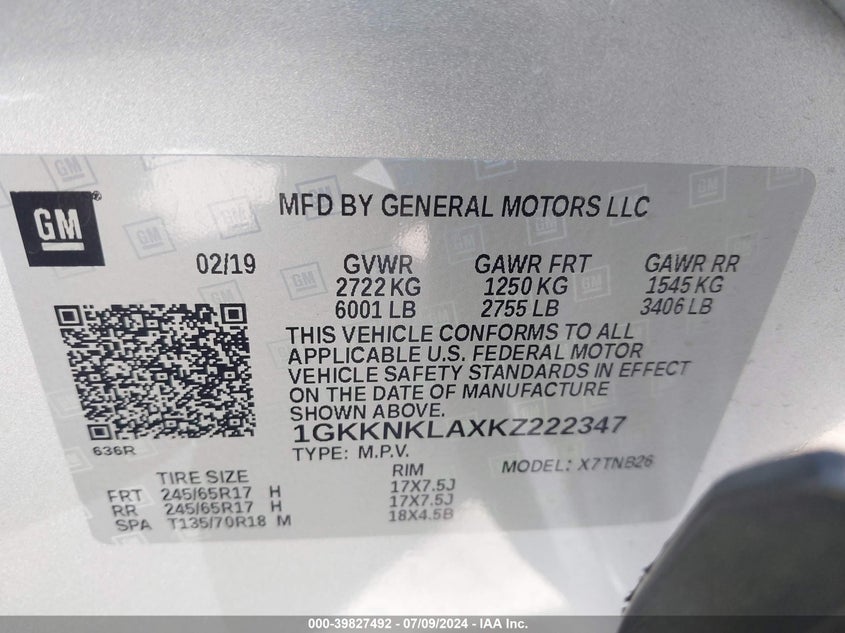 GM
MFD BY GENERAL MOTORS LLC
02/19 GVWR GAWR FRT GAWR RR
2722 KG 1250 KG 1545 KG
6001 LB 2755 LB 3406 LB
THIS VEHICLE CONFORMS TO ALL
APPLICABLE U.S. FEDERAL MOTOR
VEHICLE SAFETY STANDARDS IN EFFECT
ON THE DATE OF MANUFACTURE
SHOWN ABOVE.
1GKKNKLAXKZ222347
636R
TYPE: M.P.V. MODEL: X7TNB26
TIRE SIZE RIM
FRT 245/65R17 H 17X7.5J
RR 245/65R17 H 17X7.5J
SPA T135/70R18 M 18X4.5B
000-39827492 - 07/09/2024 - IAA Inc.